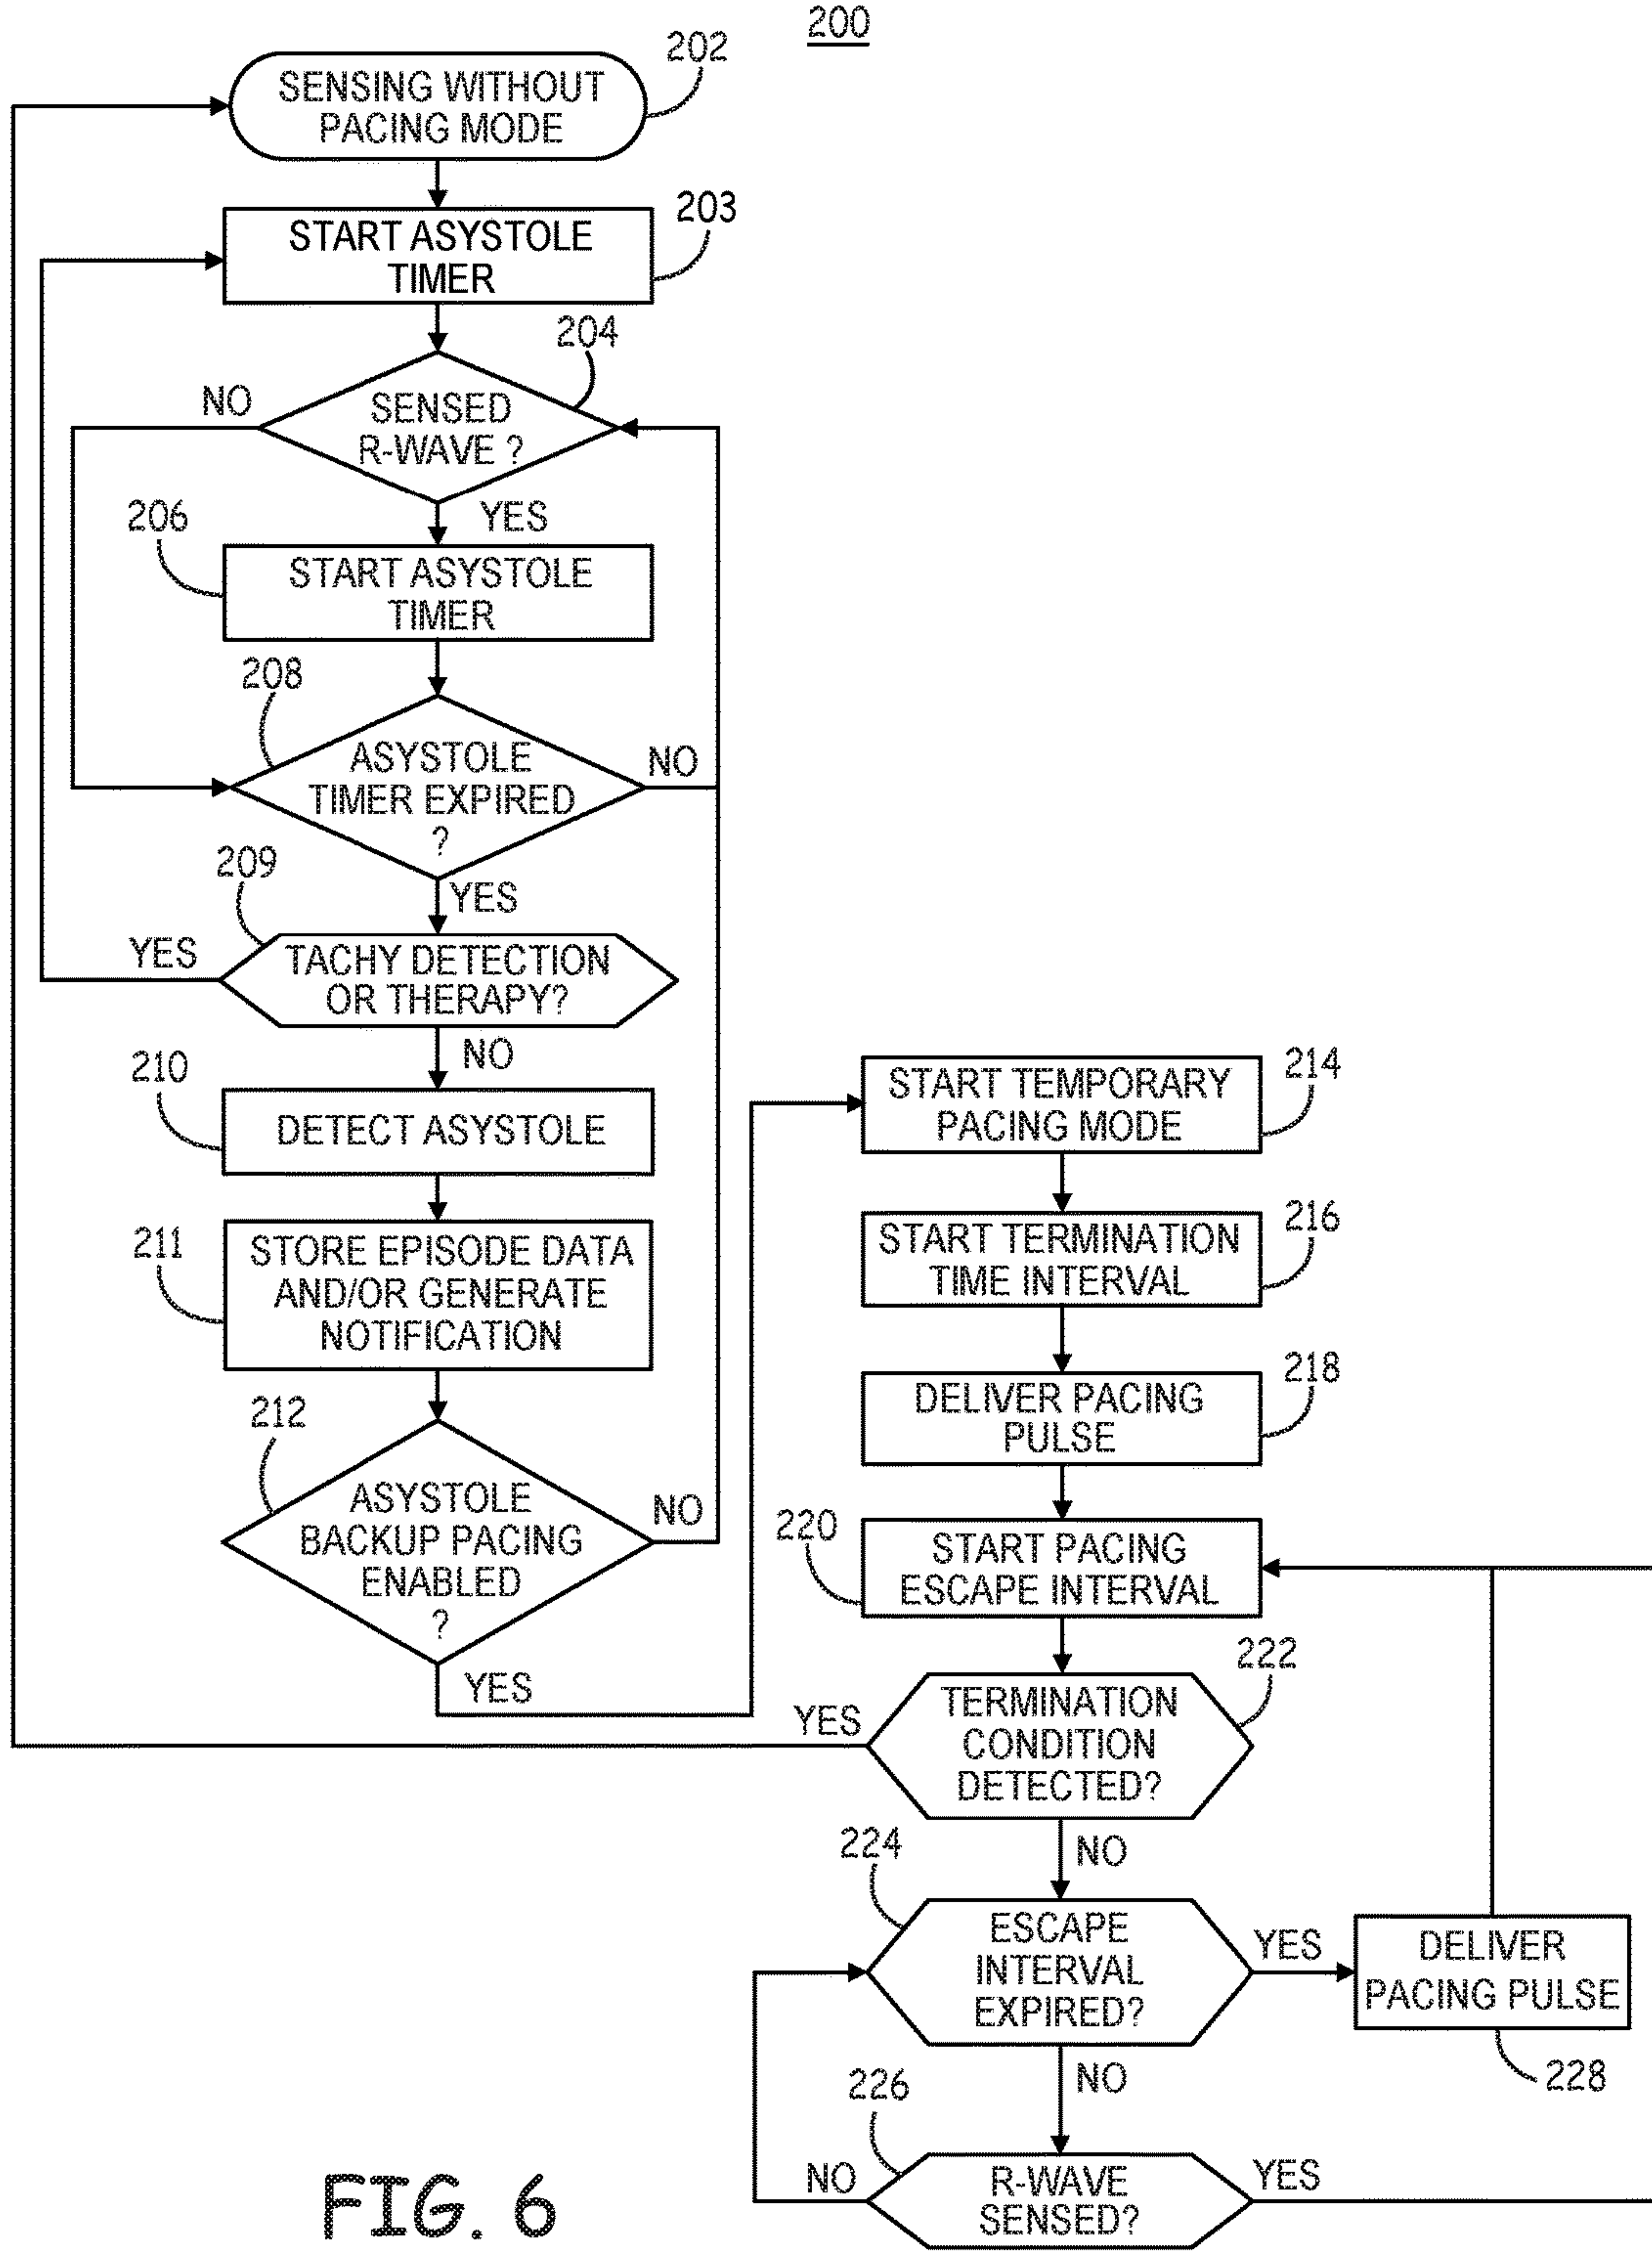 200
202
SENSING WITHOUT
PACING MODE
203
START ASYSTOLE
TIMER
204
NO
SENSED
R-WAVE ?
YES
206
START ASYSTOLE
TIMER
208
ASYSTOLE
TIMER EXPIRED
?
NO
209
YES
YES
TACHY DETECTION
OR THERAPY?
NO
210
DETECT ASYSTOLE
211
STORE EPISODE DATA
AND/OR GENERATE
NOTIFICATION
212
ASYSTOLE
BACKUP PACING
ENABLED
?
NO
YES
214
START TEMPORARY
PACING MODE
216
START TERMINATION
TIME INTERVAL
218
DELIVER PACING
PULSE
220
START PACING
ESCAPE INTERVAL
222
YES
TERMINATION
CONDITION
DETECTED?
NO
224
ESCAPE
INTERVAL
EXPIRED?
YES
DELIVER
PACING PULSE
228
NO
226
NO
R-WAVE
SENSED?
YES
FIG. 6